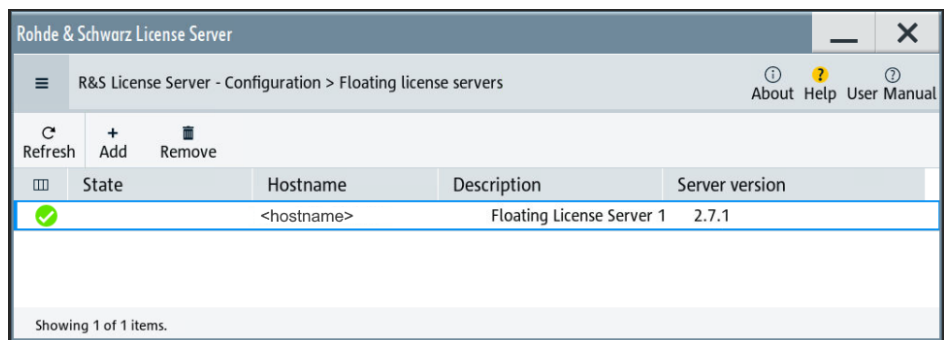 Rohde & Schwarz License Server
R&S License Server - Configuration > Floating license servers
About Help User Manual
Refresh Add Remove
State Hostname Description Server version
<hostname> Floating License Server 1 2.7.1
Showing 1 of 1 items.